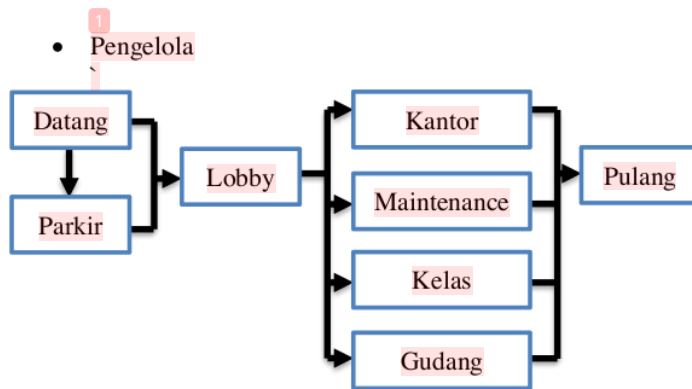 1
• Pengelola
`
Datang
Parkir
Lobby
Kantor
Maintenance
Kelas
Gudang
Pulang